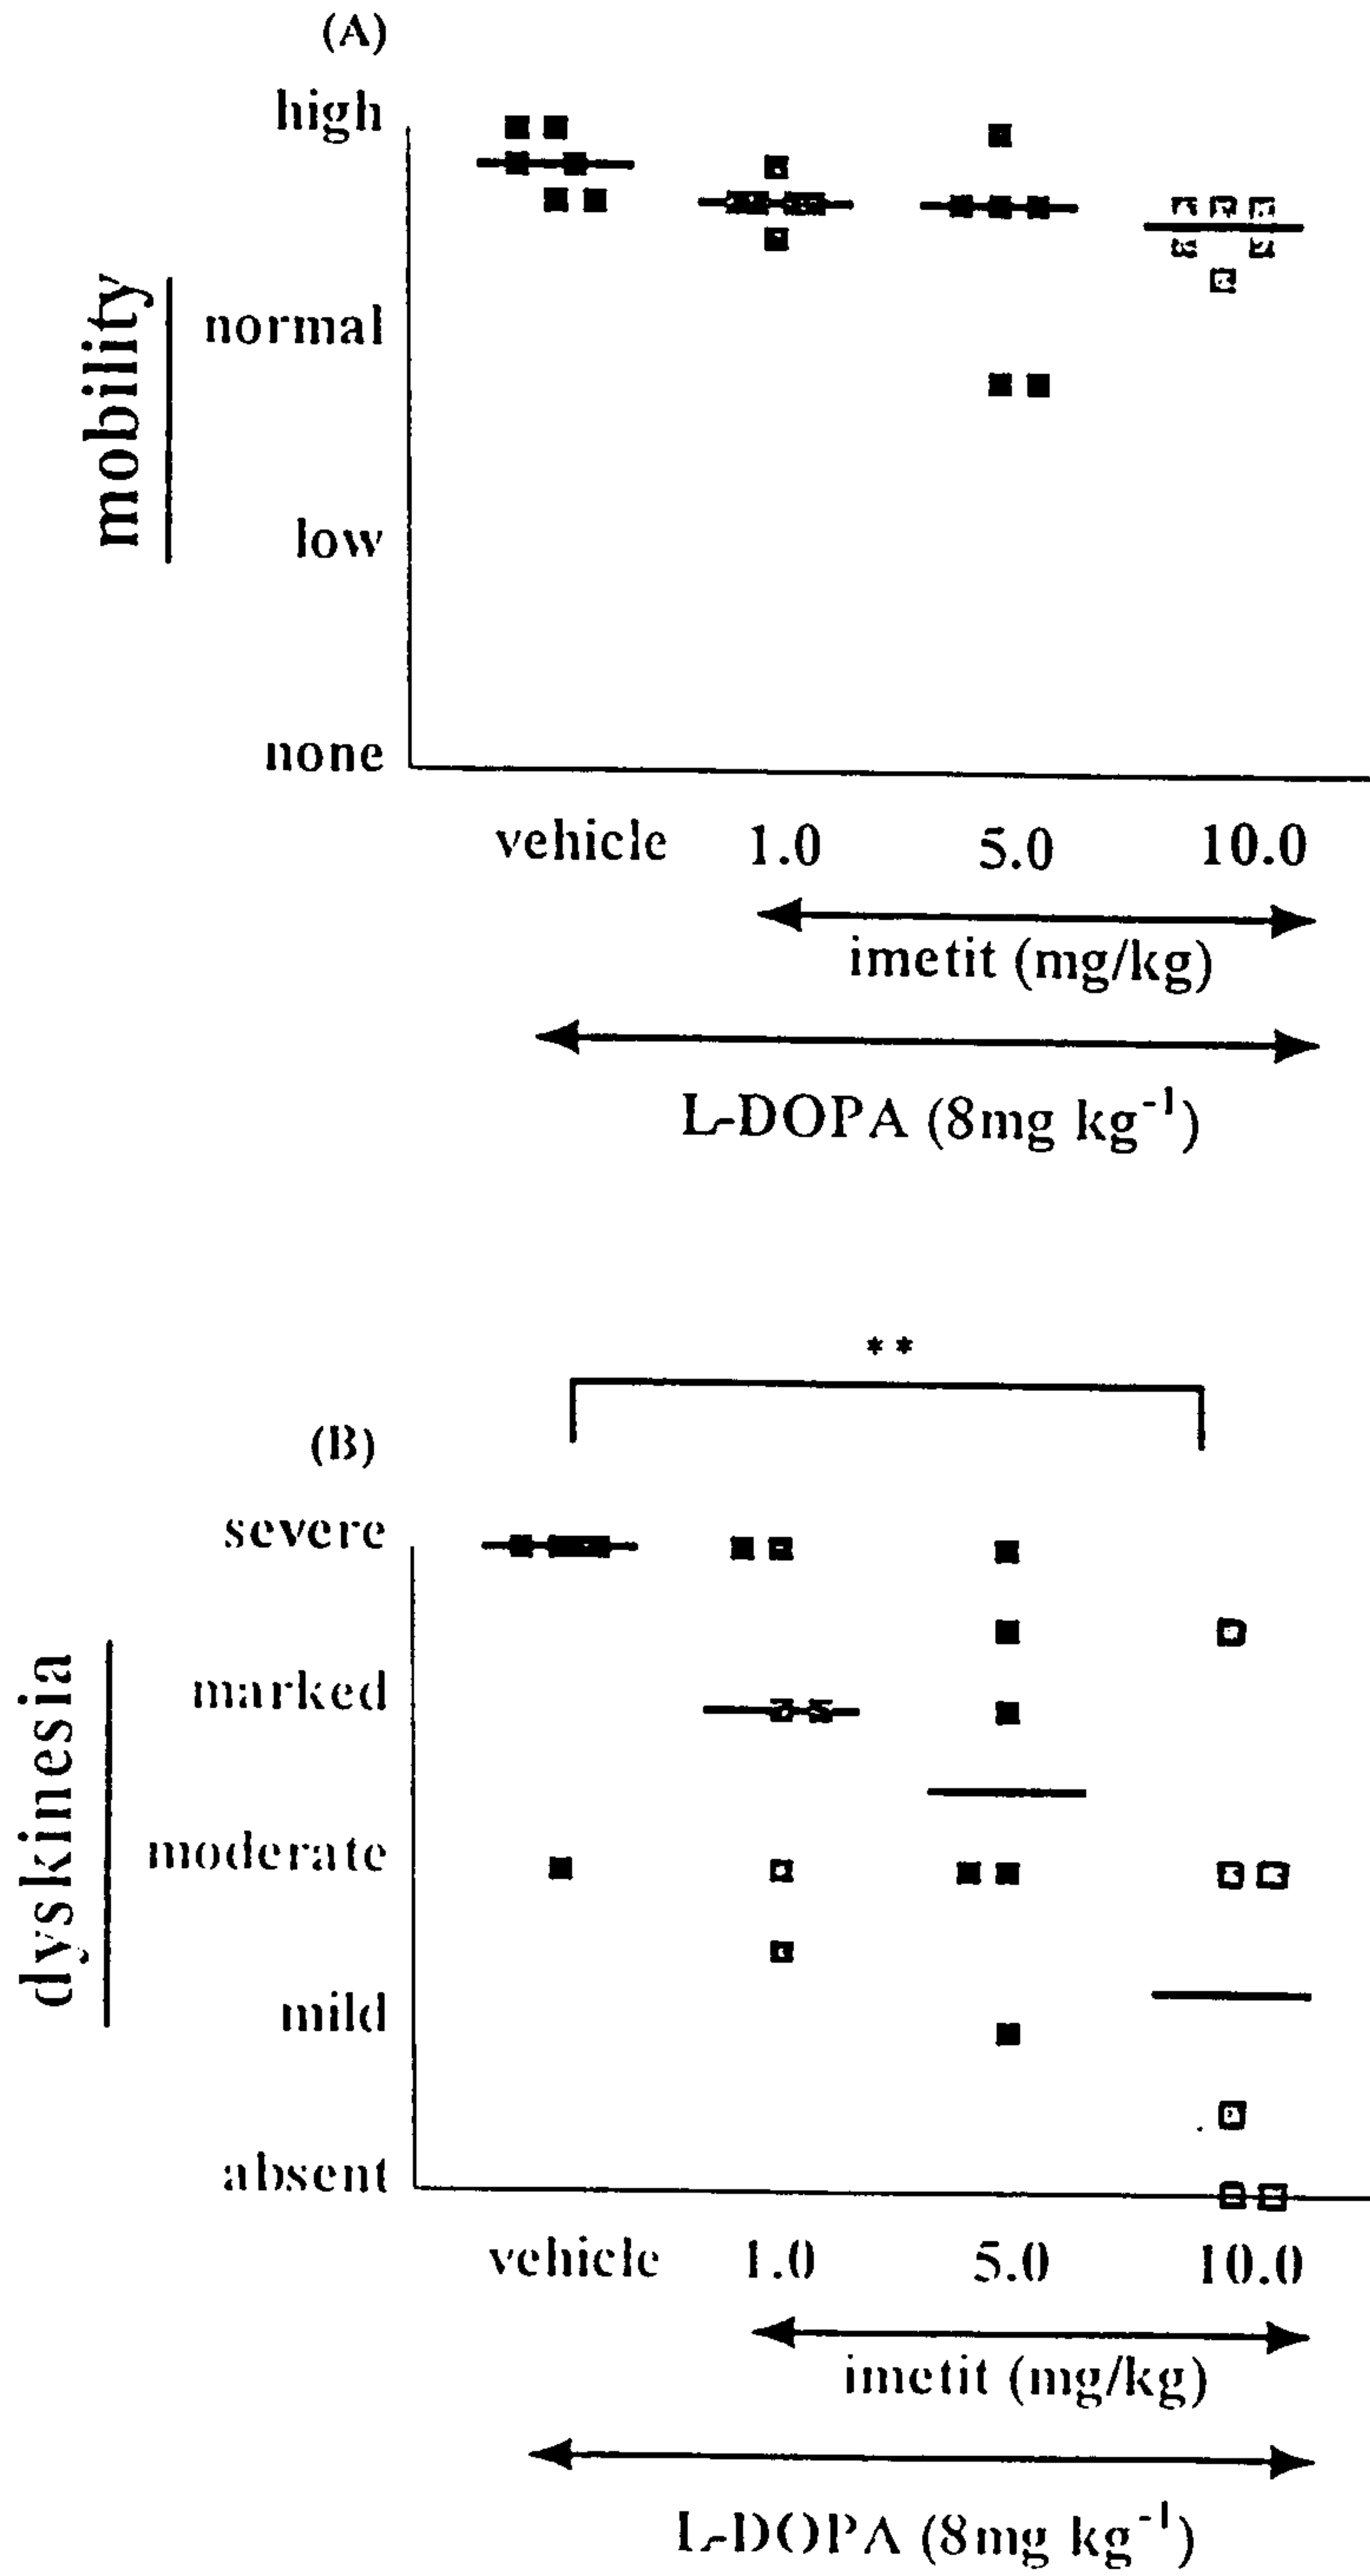 (A)
high
normal
low
none
mobility
vehicle 1.0 5.0 10.0
imetit (mg/kg)
L-DOPA (8mg kg⁻¹)
**
(B)
severe
marked
moderate
mild
absent
dyskinesia
vehicle 1.0 5.0 10.0
imetit (mg/kg)
L-DOPA (8mg kg⁻¹)